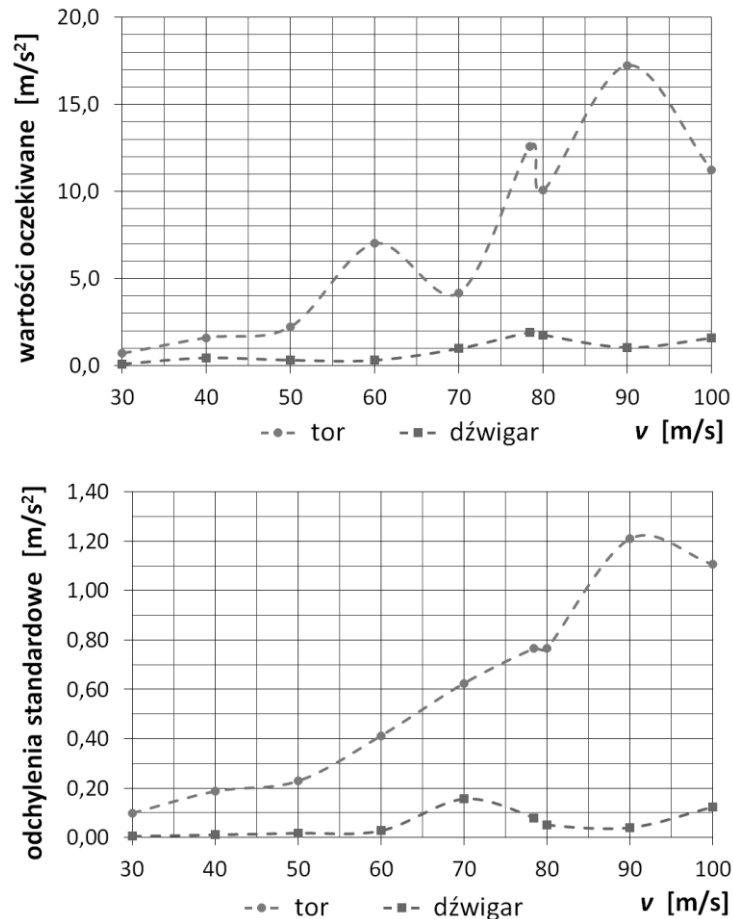 wartości oczekiwane [m/s²]
20,0
15,0
10,0
5,0
0,0
30 40 50 60 70 80 90 100
tor dźwigar v [m/s]
odchylenia standardowe [m/s²]
1,40
1,20
1,00
0,80
0,60
0,40
0,20
0,00
30 40 50 60 70 80 90 100
tor dźwigar v [m/s]